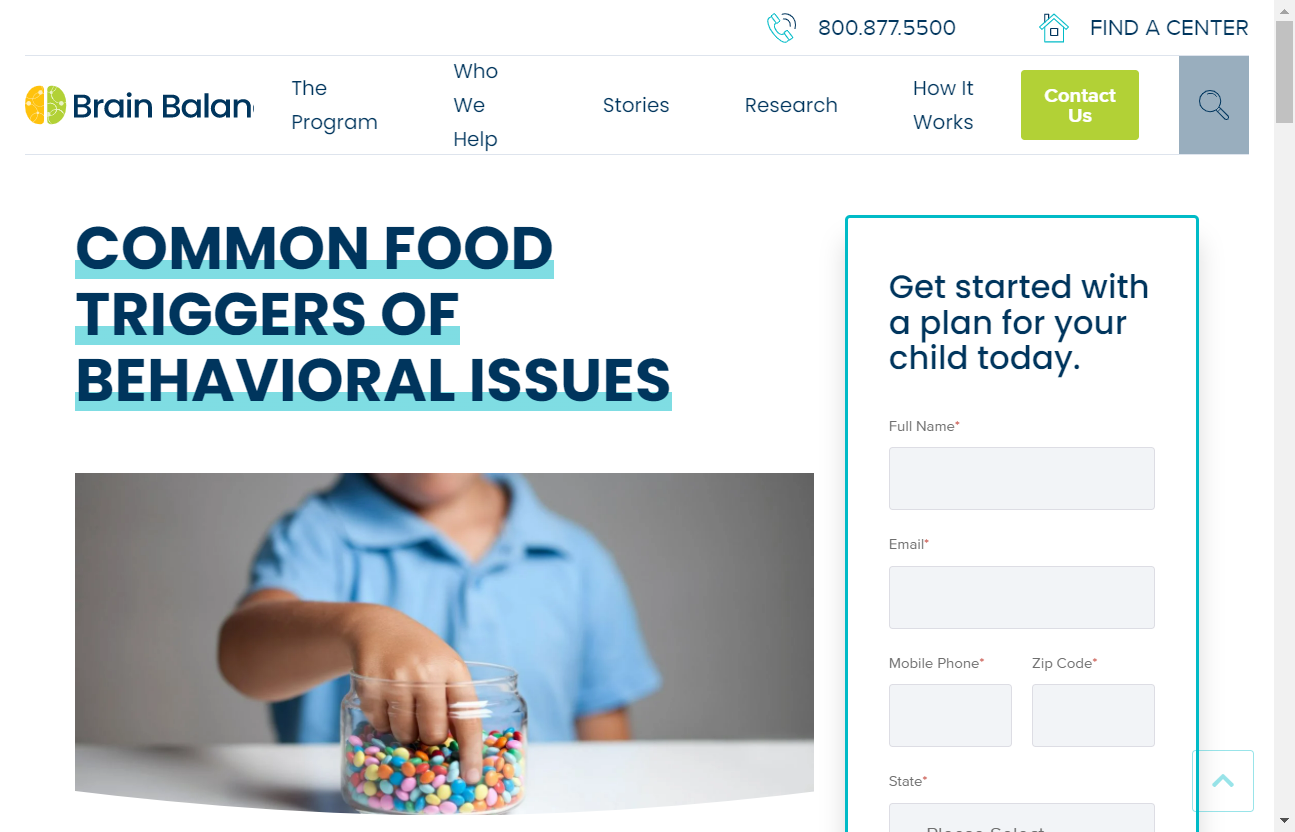 800.877.5500
FIND A CENTER
Brain Balan
The
Program
Who
We
Help
Stories
Research
How It
Works
Contact
Us
COMMON FOOD
TRIGGERS OF
BEHAVIORAL ISSUES
Get started with
a plan for your
child today.
Full Name*
Email*
Mobile Phone*
Zip Code*
State*
Please Select